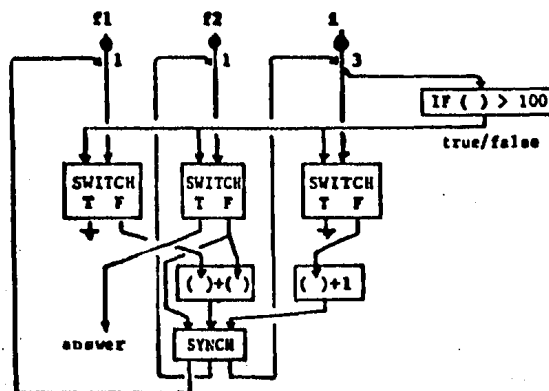 f1 f2 i
1 1 3
IF ( ) > 100
true/false
SWITCH SWITCH SWITCH
T F T F T F
( )+( ) ( )+1
answer
SYNCH